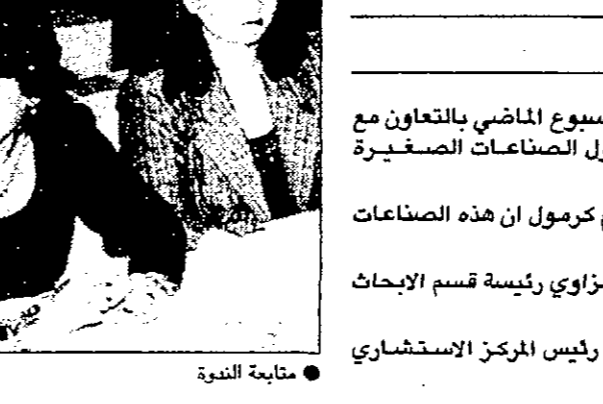 سبوع الماضي بالتعاون مع
ول الصناعات الصغيرة
م كرمول ان هذه الصناعات
زاوي رئيسة قسم الابحاث
رئيس المركز الاستشاري
● متابعة الندوة